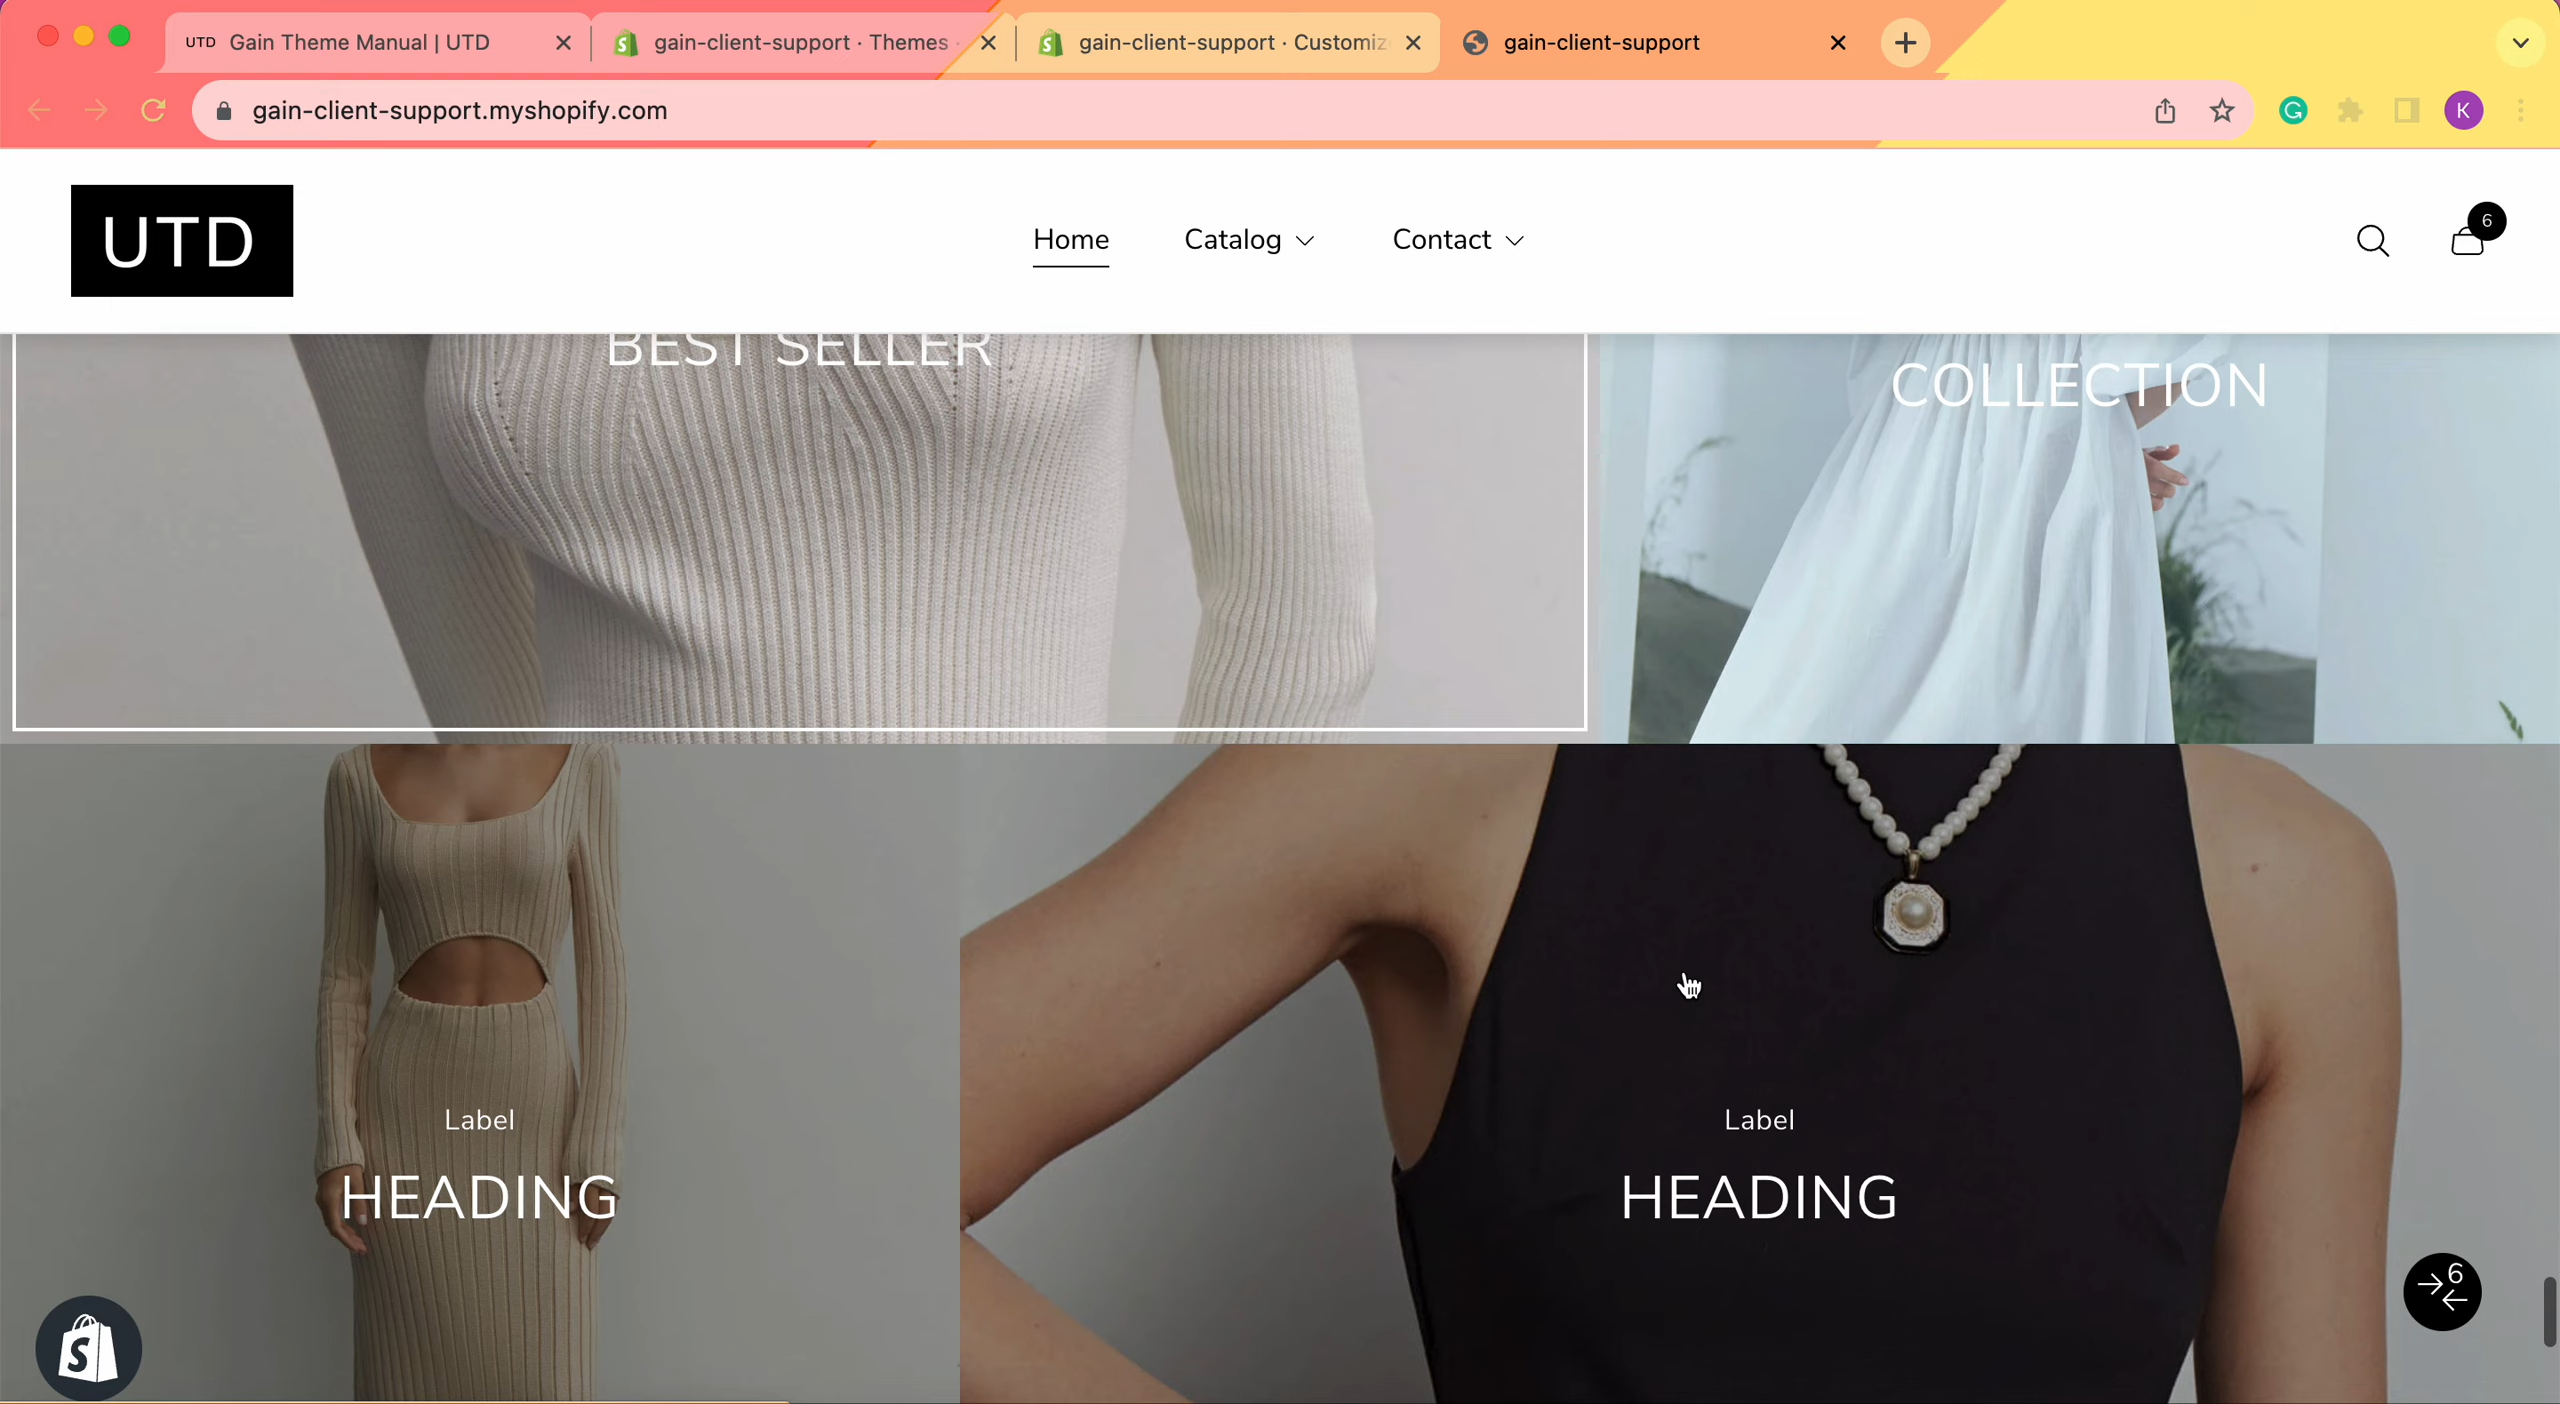 UTD Gain Theme Manual | UTD
gain-client-support · Themes ·
gain-client-support · Customiz
gain-client-support
gain-client-support.myshopify.com
G
K
UTD
Home
Catalog
Contact
6
BEST SELLER
COLLECTION
Label
HEADING
Label
HEADING
6
S